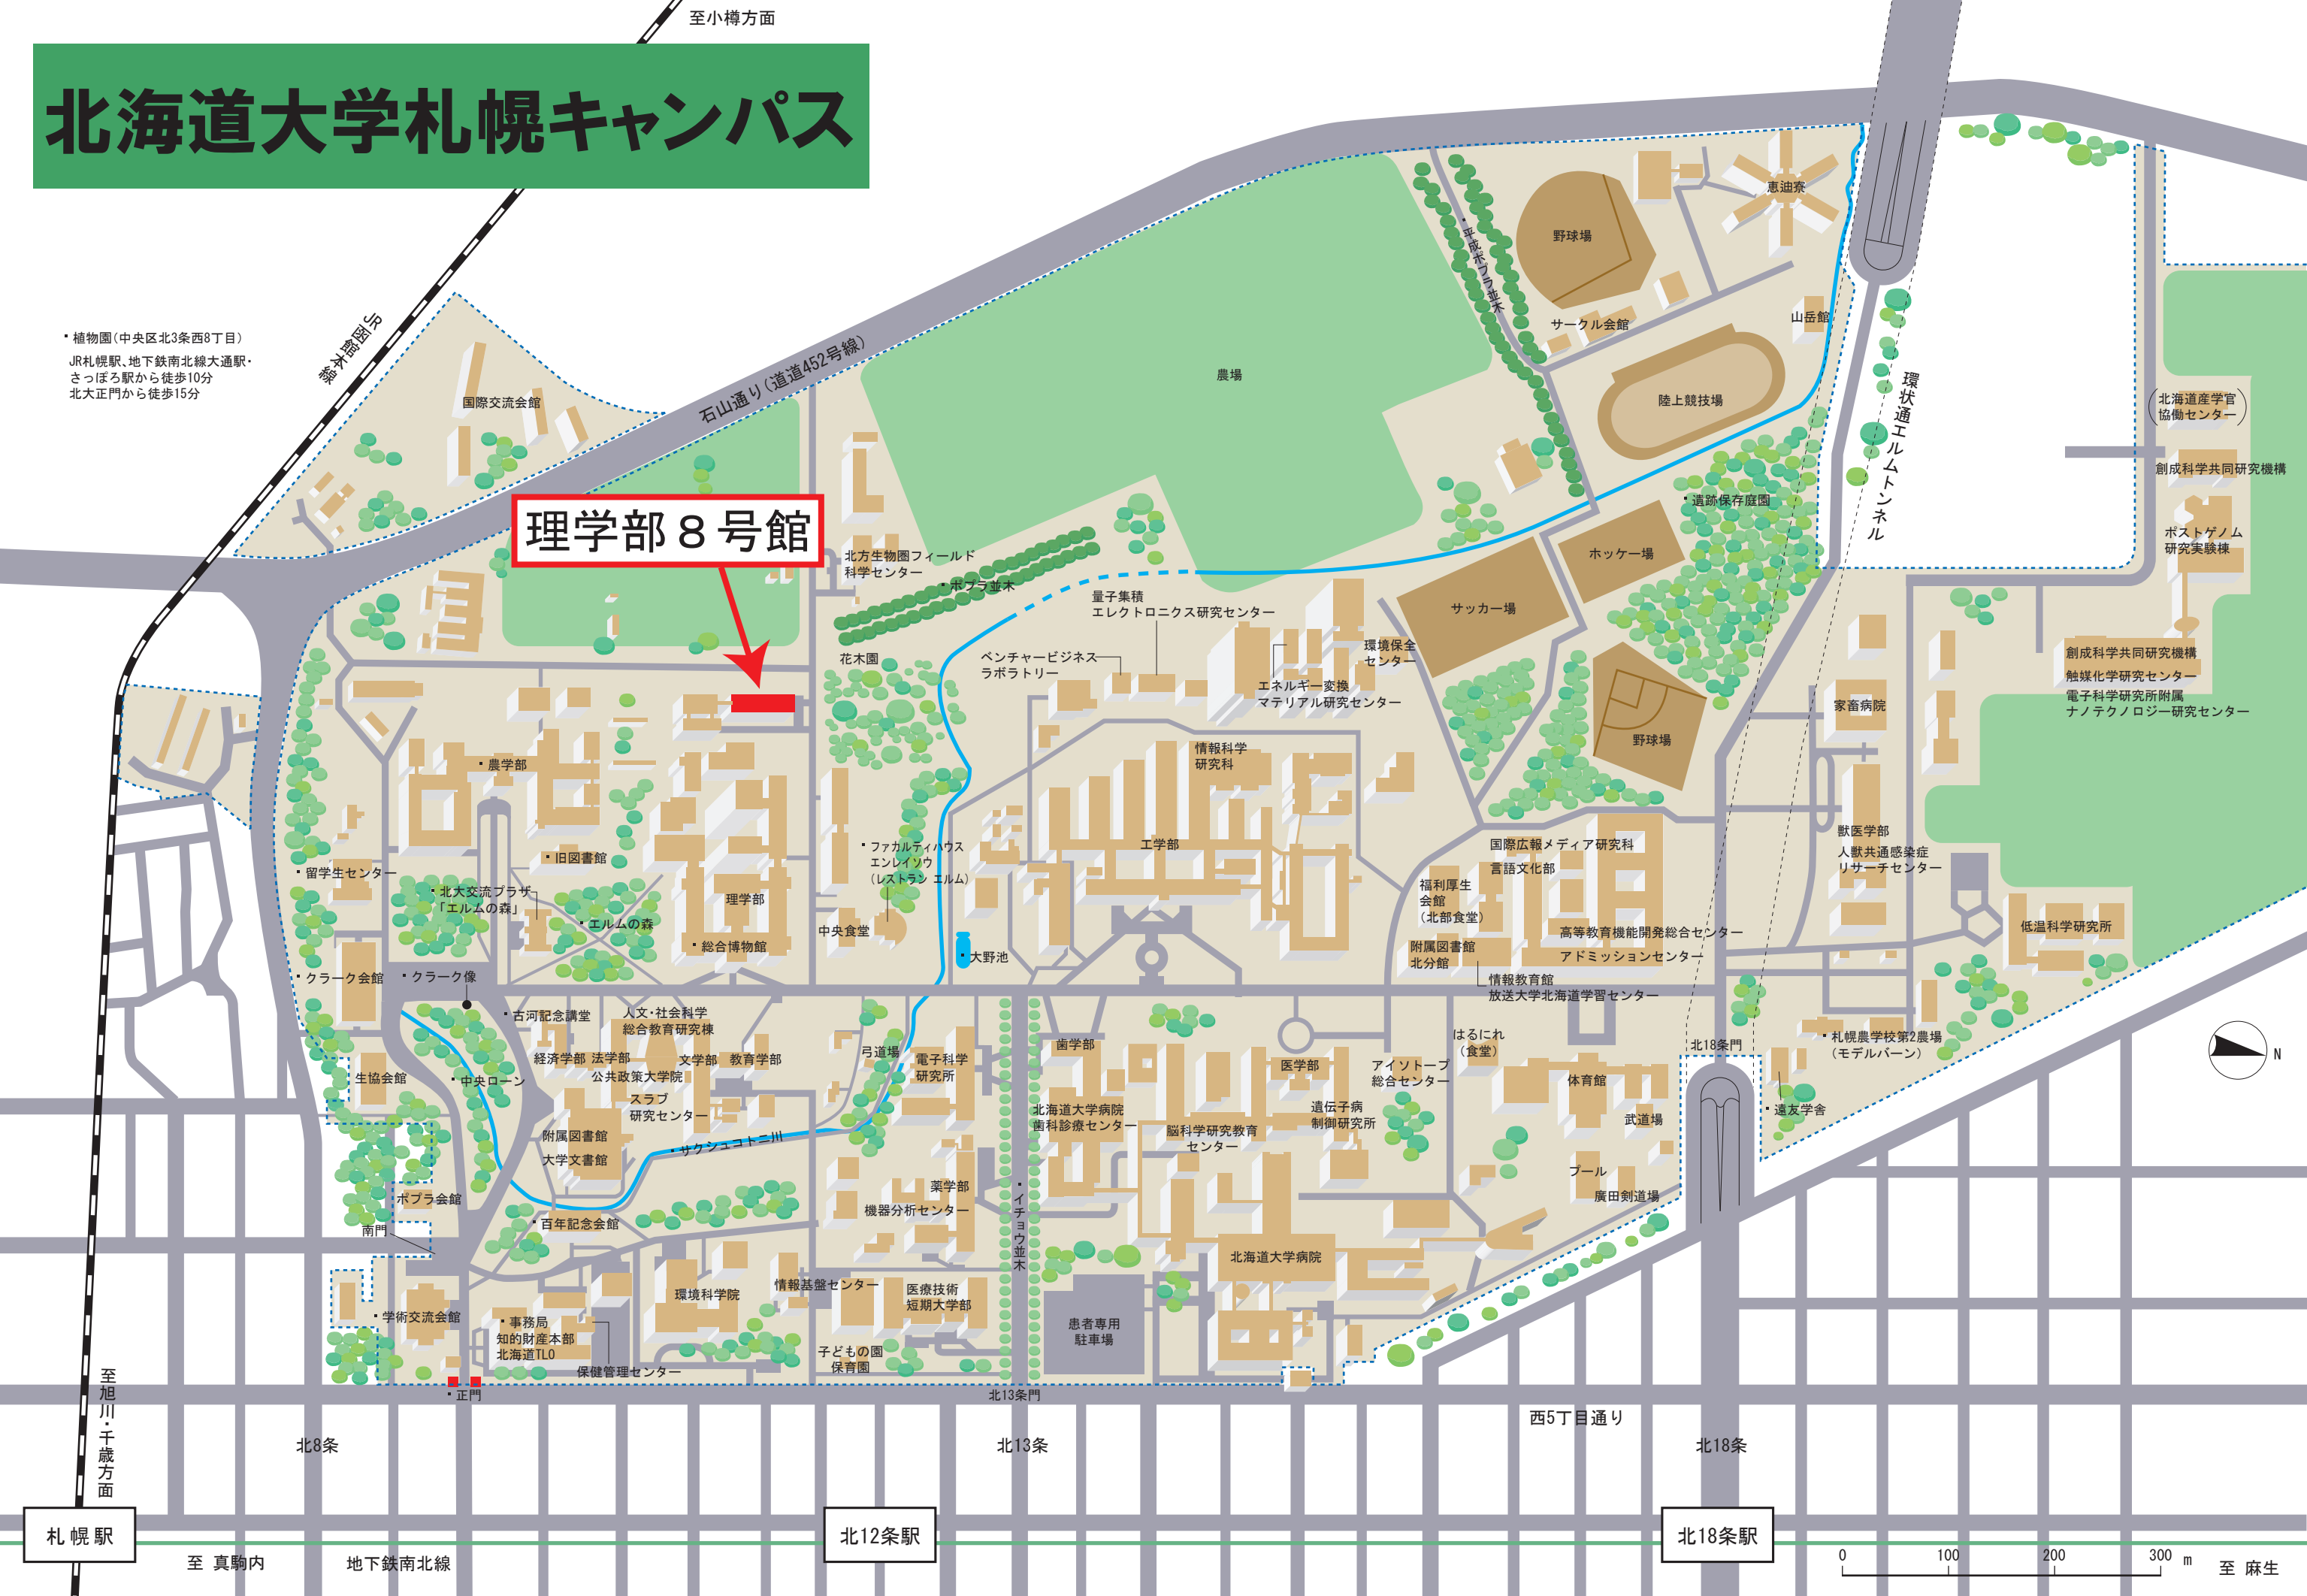 至小樽方面
北海道大学札幌キャンパス
・植物園(中央区北3条西8丁目)
JR札幌駅、地下鉄南北線大通駅・
さっぽろ駅から徒歩10分
北大正門から徒歩15分
JR函館本線
国際交流会館
石山通り(道道452号線)
農場
・平成ポプラ並木
野球場
恵迪寮
サークル会館
山岳館
陸上競技場
環状通エルムトンネル
(北海道産学官
協働センター)
創成科学共同研究機構
ポストゲノム
研究実験棟
・遺跡保存庭園
ホッケー場
サッカー場
理学部8号館
北方生物圏フィールド
科学センター
・ポプラ並木
量子集積
エレクトロニクス研究センター
花木園
ベンチャービジネス
ラボラトリー
環境保全
センター
エネルギー変換
マテリアル研究センター
創成科学共同研究機構
触媒化学研究センター
電子科学研究所附属
ナノテクノロジー研究センター
家畜病院
野球場
情報科学
研究科
・農学部
・旧図書館
・留学生センター
・北大交流プラザ
「エルムの森」
・エルムの森
理学部
・総合博物館
・ファカルティハウス
エンレイソウ
(レストラン エルム)
中央食堂
・大野池
工学部
国際広報メディア研究科
言語文化部
福利厚生
会館
(北部食堂)
附属図書館
北分館
高等教育機能開発総合センター
アドミッションセンター
情報教育館
放送大学北海道学習センター
獣医学部
人獣共通感染症
リサーチセンター
低温科学研究所
・クラーク会館
・クラーク像
・古河記念講堂
人文・社会科学
総合教育研究棟
経済学部
法学部
文学部
教育学部
公共政策大学院
弓道場
電子科学
研究所
歯学部
医学部
アイソトープ
総合センター
はるにれ
(食堂)
体育館
北18条門
・札幌農学校第2農場
(モデルバーン)
N
生協会館
・中央ローン
スラブ
研究センター
附属図書館
大学文書館
・サクシュコトニ川
北海道大学病院
歯科診療センター
脳科学研究教育
センター
遺伝子病
制御研究所
武道場
・遠友学舎
プール
廣田剣道場
ポプラ会館
南門
・百年記念会館
薬学部
機器分析センター
・イチョウ並木
北海道大学病院
・学術交流会館
・事務局
知的財産本部
北海道TLO
保健管理センター
環境科学院
情報基盤センター
医療技術
短期大学部
子どもの園
保育園
患者専用
駐車場
・正門
北13条門
西5丁目通り
至旭川・千歳方面
北8条
北13条
北18条
札幌駅
北12条駅
北18条駅
至 真駒内
地下鉄南北線
0 100 200 300 m
至 麻生